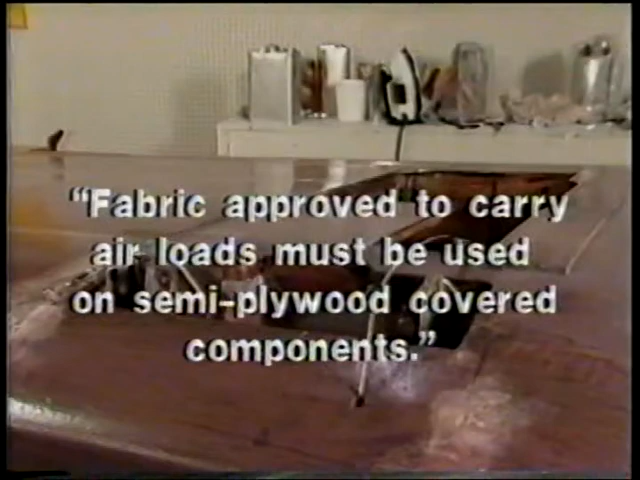 “Fabric approved to carry
air loads must be used
on semi-plywood covered
components.”